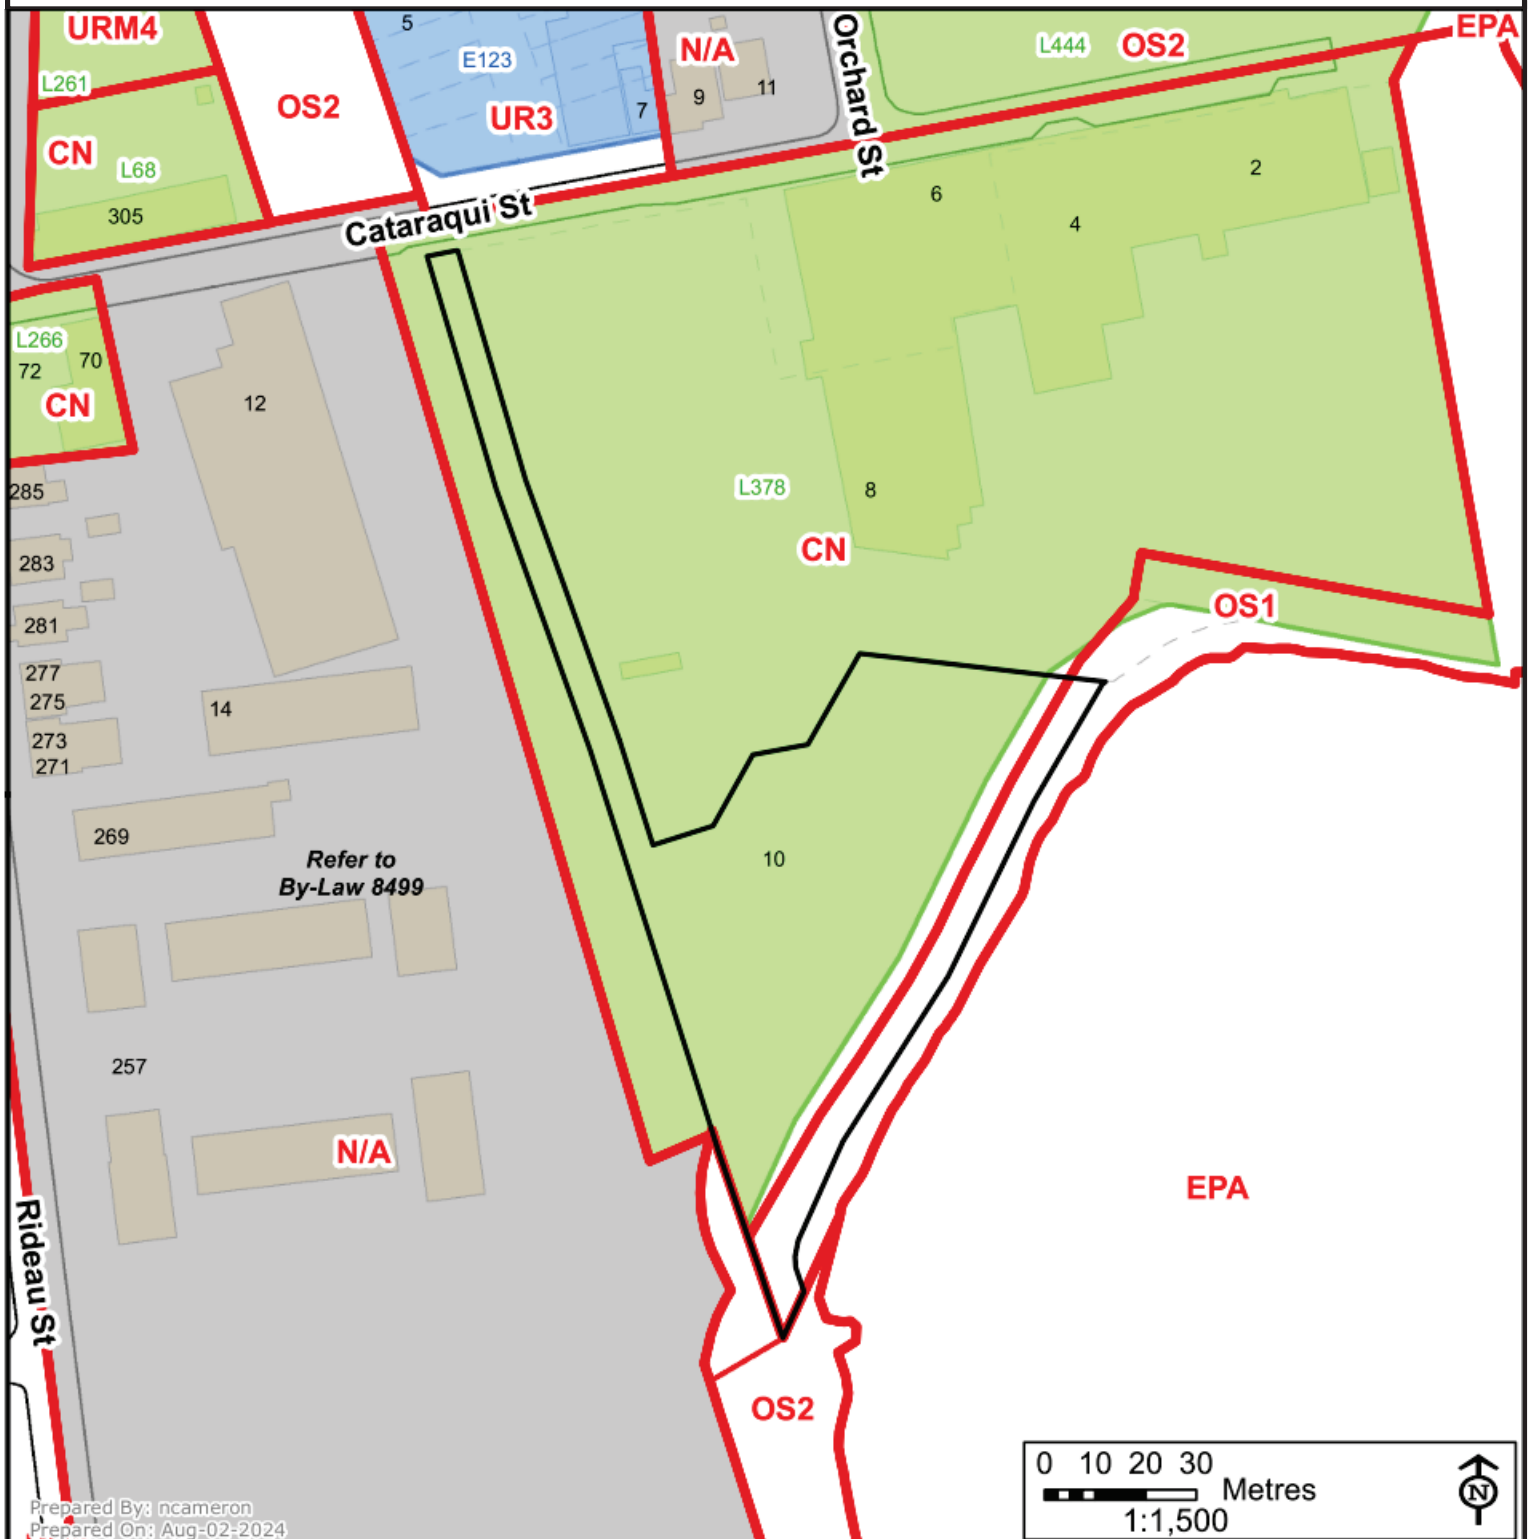 URM4
5
E123
N/A
Orchard St
L444
OS2
EPA
L261
OS2
UR3
7
9
11
CN
L68
305
Cataraqui St
6
4
2
L266
72
70
CN
12
L378
8
CN
285
283
281
277
275
273
271
14
OS1
269
Refer to
By-Law 8499
10
257
N/A
EPA
Rideau St
OS2
0 10 20 30
Metres
1:1,500
N
Prepared By: ncameron
Prepared On: Aug-02-2024